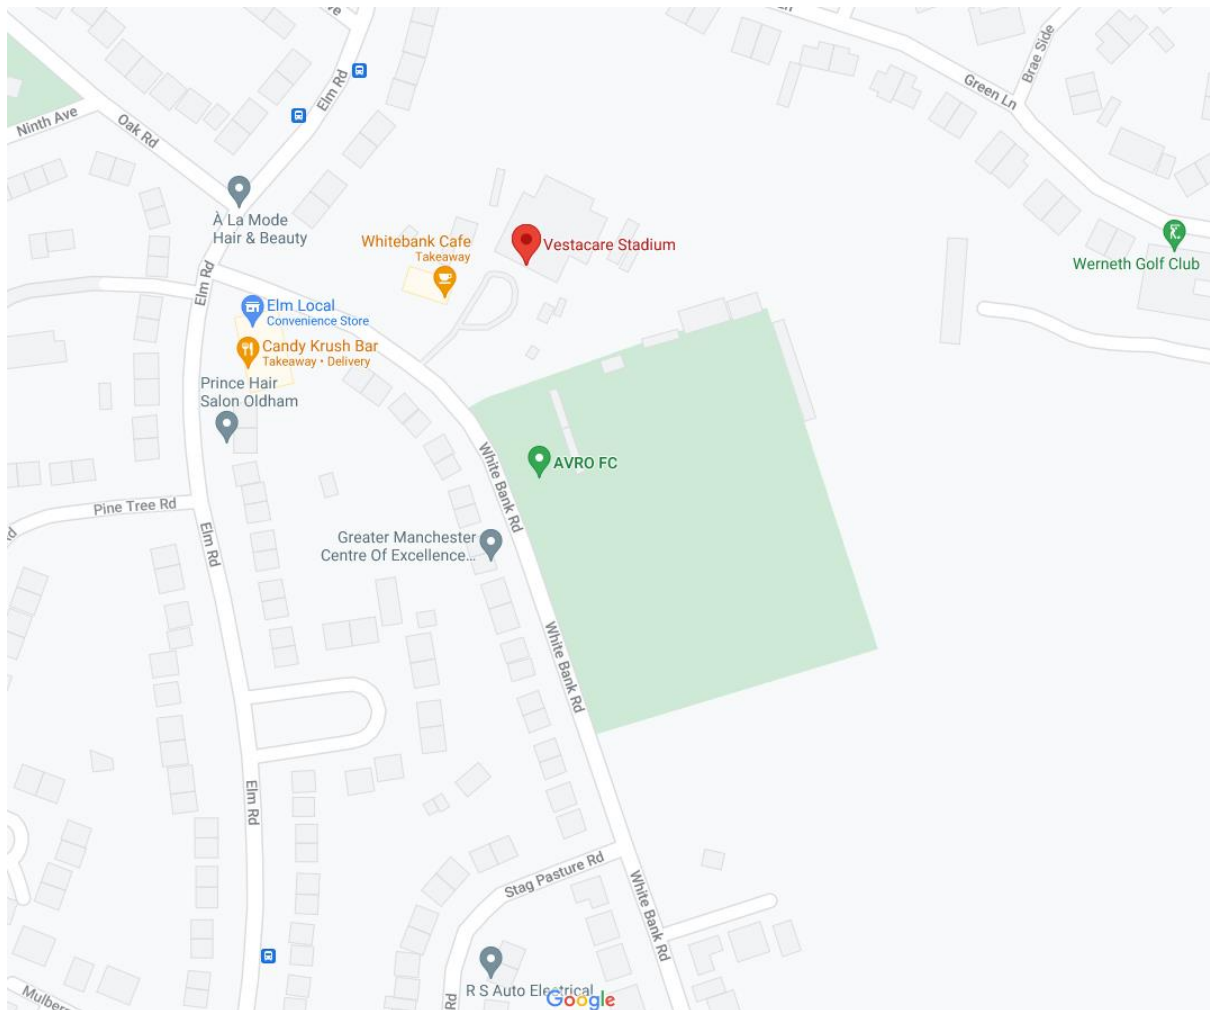 Elm Rd
Green Ln
Brae Side
Ninth Ave
Oak Rd
À La Mode
Hair & Beauty
Whitebank Cafe
Takeaway
Vestacare Stadium
Werneth Golf Club
Elm Rd
Elm Local
Convenience Store
Candy Krush Bar
Takeaway • Delivery
Prince Hair
Salon Oldham
White Bank Rd
AVRO FC
Pine Tree Rd
Elm Rd
Greater Manchester
Centre Of Excellence...
White Bank Rd
Elm Rd
Stag Pasture Rd
White Bank Rd
R S Auto Electrical
Rd
Google